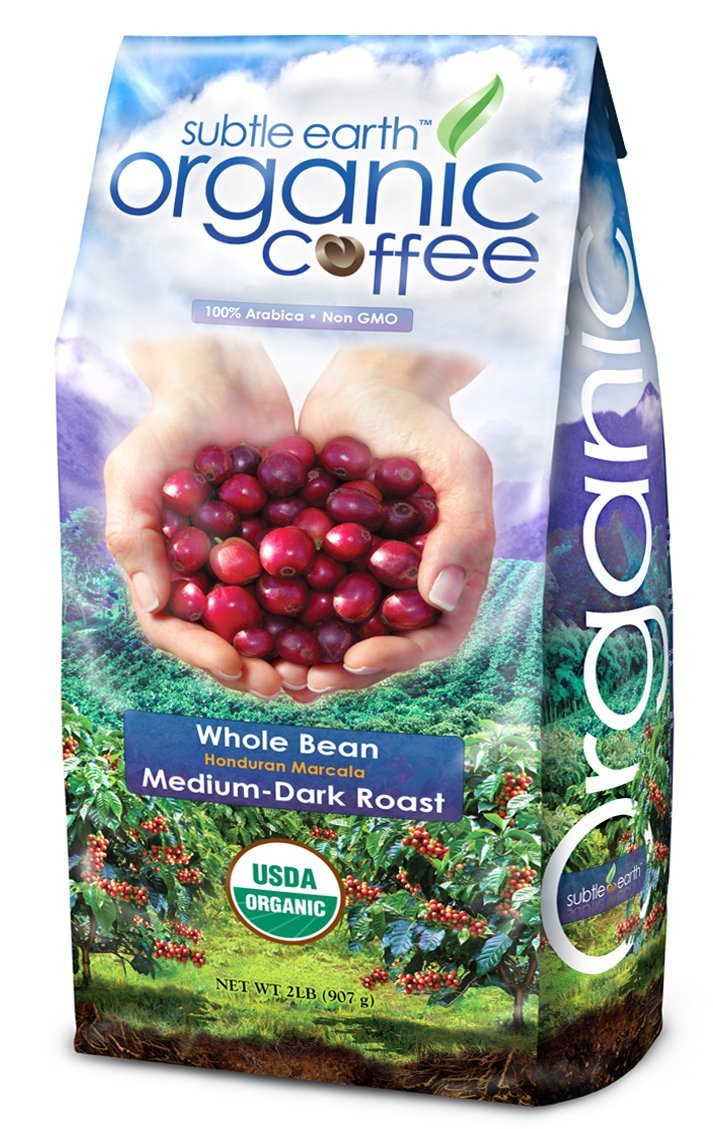 subtle earth™
organic
coffee
100% Arabica • Non GMO
Whole Bean
Honduran Marcala
Medium-Dark Roast
USDA
ORGANIC
NET WT 2LB (907 g)
Organic
subtle earth™